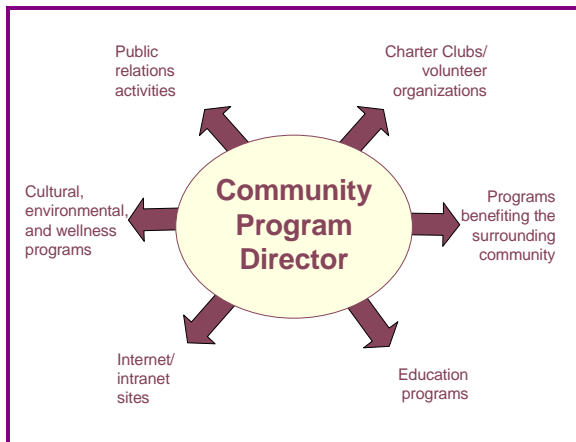 Public
relations
activities
Charter Clubs/
volunteer
organizations
Cultural,
environmental,
and wellness
programs
Community
Program
Director
Programs
benefiting the
surrounding
community
Internet/
intranet
sites
Education
programs